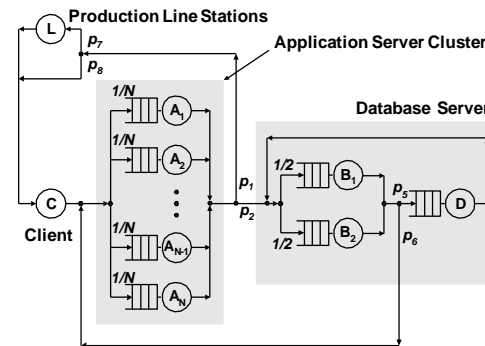 Production Line Stations
L
p7
p8
Application Server Cluster
1/N
A1
1/N
A2
Database Server
p1
p2
1/2
B1
p5
D
C
Client
1/N
AN-1
1/2
B2
p6
1/N
AN